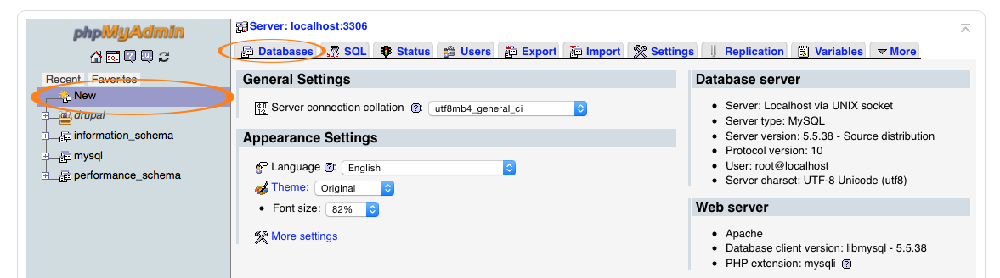 phpMyAdmin
SQL
SQL
Recent Favorites
New
drupal
information_schema
mysql
performance_schema
Server: localhost:3306
Databases SQL SQL Status Users Export Import Settings Replication Variables More
General Settings
Server connection collation ?: utf8mb4_general_ci
Appearance Settings
Language ?: English
Theme: Original
Font size: 82%
More settings
Database server
Server: Localhost via UNIX socket
Server type: MySQL
Server version: 5.5.38 - Source distribution
Protocol version: 10
User: root@localhost
Server charset: UTF-8 Unicode (utf8)
Web server
Apache
Database client version: libmysql - 5.5.38
PHP extension: mysqli ?